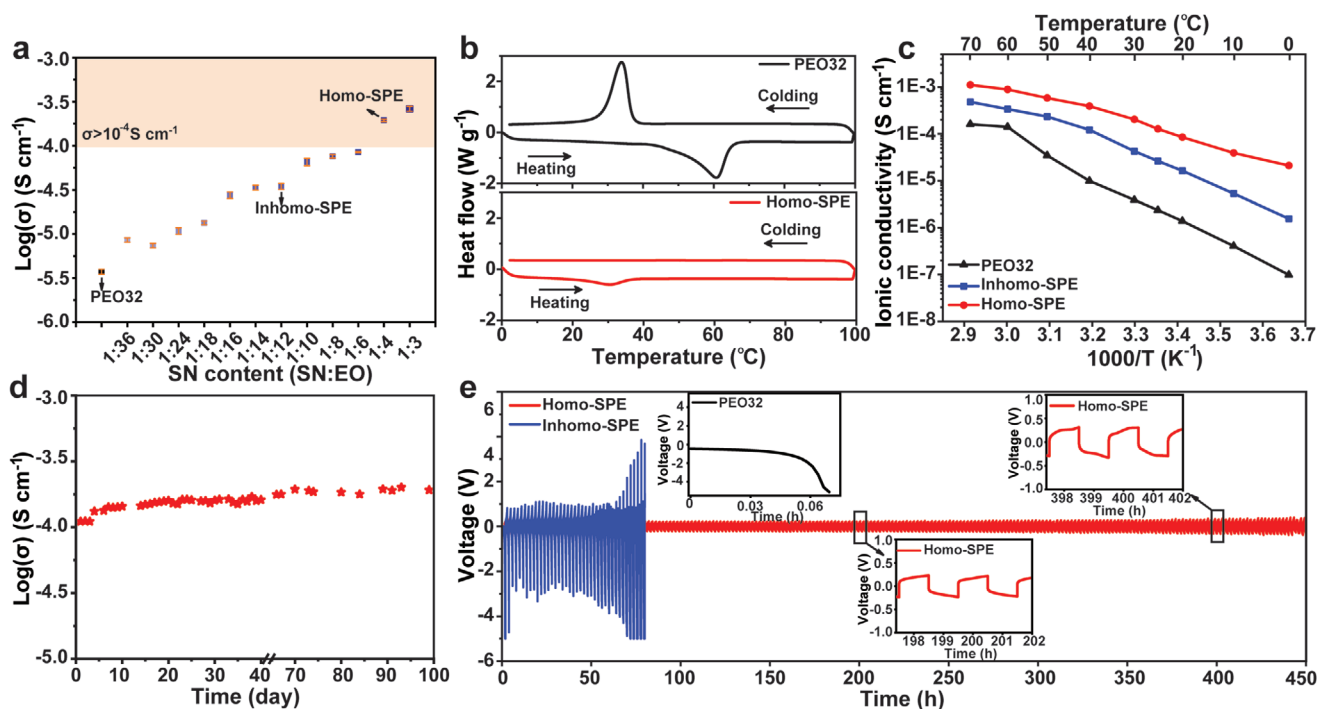 a
Log(σ) (S cm⁻¹)
-3.0
-3.5
-4.0
-4.5
-5.0
-5.5
-6.0
σ>10⁻⁴S cm⁻¹
Homo-SPE
Inhomo-SPE
PEO32
1:36
1:30
1:24
1:18
1:16
1:14
1:12
1:10
1:8
1:6
1:4
1:3
SN content (SN:EO)
b
Heat flow (W g⁻¹)
2
0
-2
PEO32
Colding
Heating
2
0
-2
Homo-SPE
Colding
Heating
0 20 40 60 80 100
Temperature (℃)
c
Temperature (℃)
70 60 50 40 30 20 10 0
Ionic conductivity (S cm⁻¹)
1E-3
1E-4
1E-5
1E-6
1E-7
1E-8
PEO32
Inhomo-SPE
Homo-SPE
2.9 3.0 3.1 3.2 3.3 3.4 3.5 3.6 3.7
1000/T (K⁻¹)
d
Log(σ) (S cm⁻¹)
-3.0
-3.5
-4.0
-4.5
-5.0
0 10 20 30 40 70 80 90 100
Time (day)
e
Voltage (V)
6
4
2
0
-2
-4
-6
Homo-SPE
Inhomo-SPE
PEO32
Voltage (V)
4
2
0
-2
-4
0 0.03 0.06
Time (h)
Homo-SPE
Voltage (V)
1.0
0.5
0.0
-0.5
-1.0
198 199 200 201 202
Time (h)
Homo-SPE
Voltage (V)
1.0
0.5
0.0
-0.5
-1.0
398 399 400 401 402
Time (h)
0 50 100 150 200 250 300 350 400 450
Time (h)